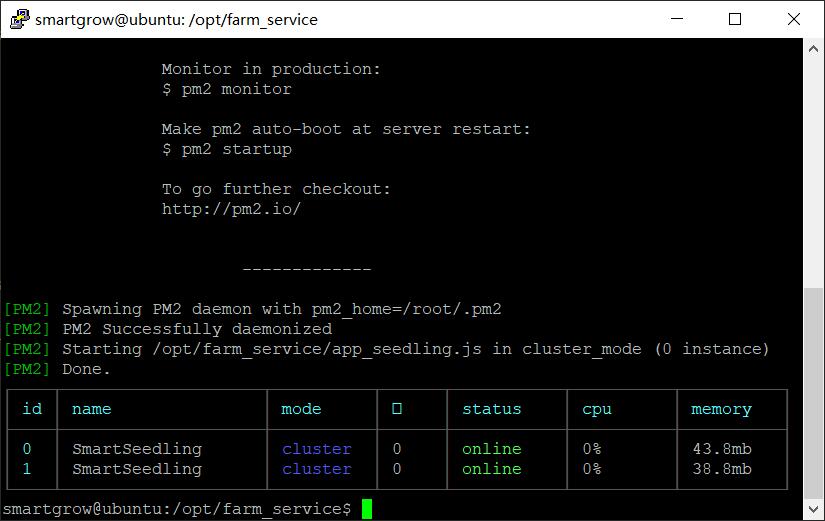 smartgrow@ubuntu: /opt/farm_service
Monitor in production:
$ pm2 monitor
Make pm2 auto-boot at server restart:
$ pm2 startup
To go further checkout:
http://pm2.io/
-------------
[PM2] Spawning PM2 daemon with pm2_home=/root/.pm2
[PM2] PM2 Successfully daemonized
[PM2] Starting /opt/farm_service/app_seedling.js in cluster_mode (0 instance)
[PM2] Done.
id name mode status cpu memory
0 SmartSeedling cluster 0 online 0% 43.8mb
1 SmartSeedling cluster 0 online 0% 38.8mb
smartgrow@ubuntu:/opt/farm_service$